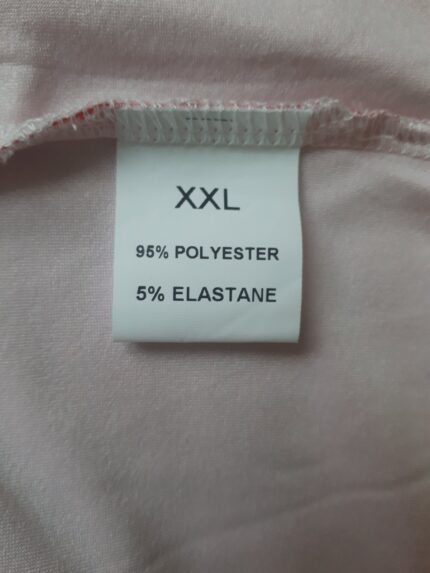 XXL
95% POLYESTER
5% ELASTANE